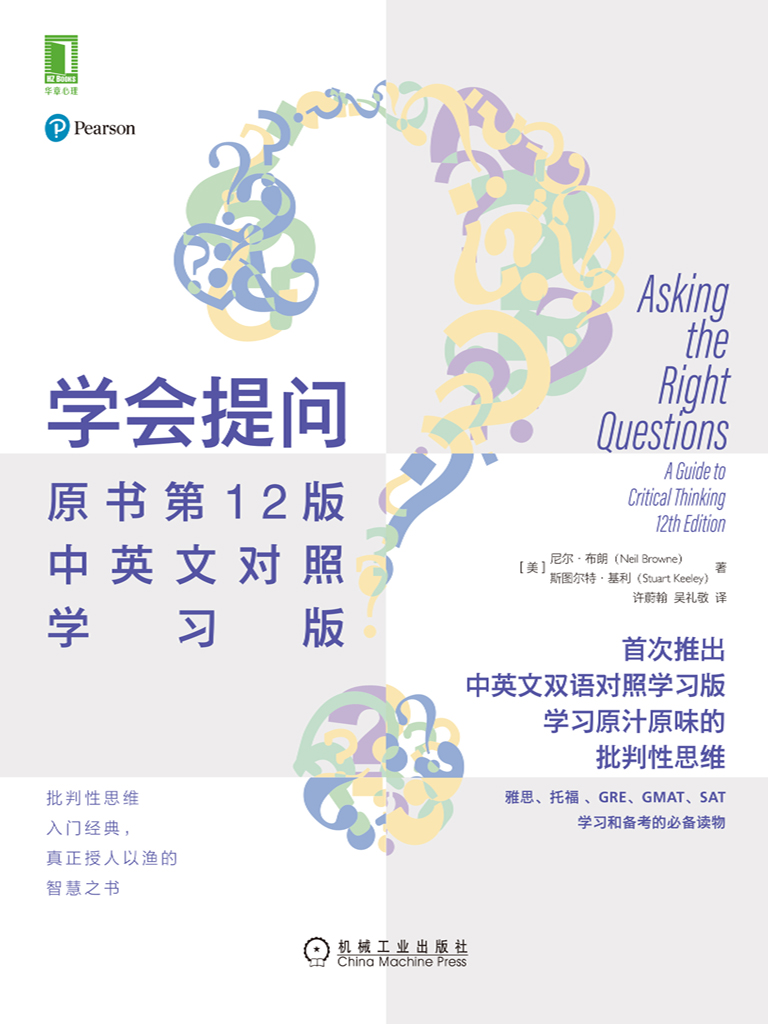 HZ BOOKS
华章心理
Pearson
Asking
the
Right
Questions
A Guide to
Critical Thinking
12th Edition
学会提问
原书第12版
中英文对照
学习版
[美] 尼尔·布朗（Neil Browne）
斯图尔特·基利（Stuart Keeley） 著
许蔚翰 吴礼敬 译
首次推出
中英文双语对照学习版
学习原汁原味的
批判性思维
雅思、托福、GRE、GMAT、SAT
学习和备考的必备读物
批判性思维
入门经典，
真正授人以渔的
智慧之书
机械工业出版社
China Machine Press